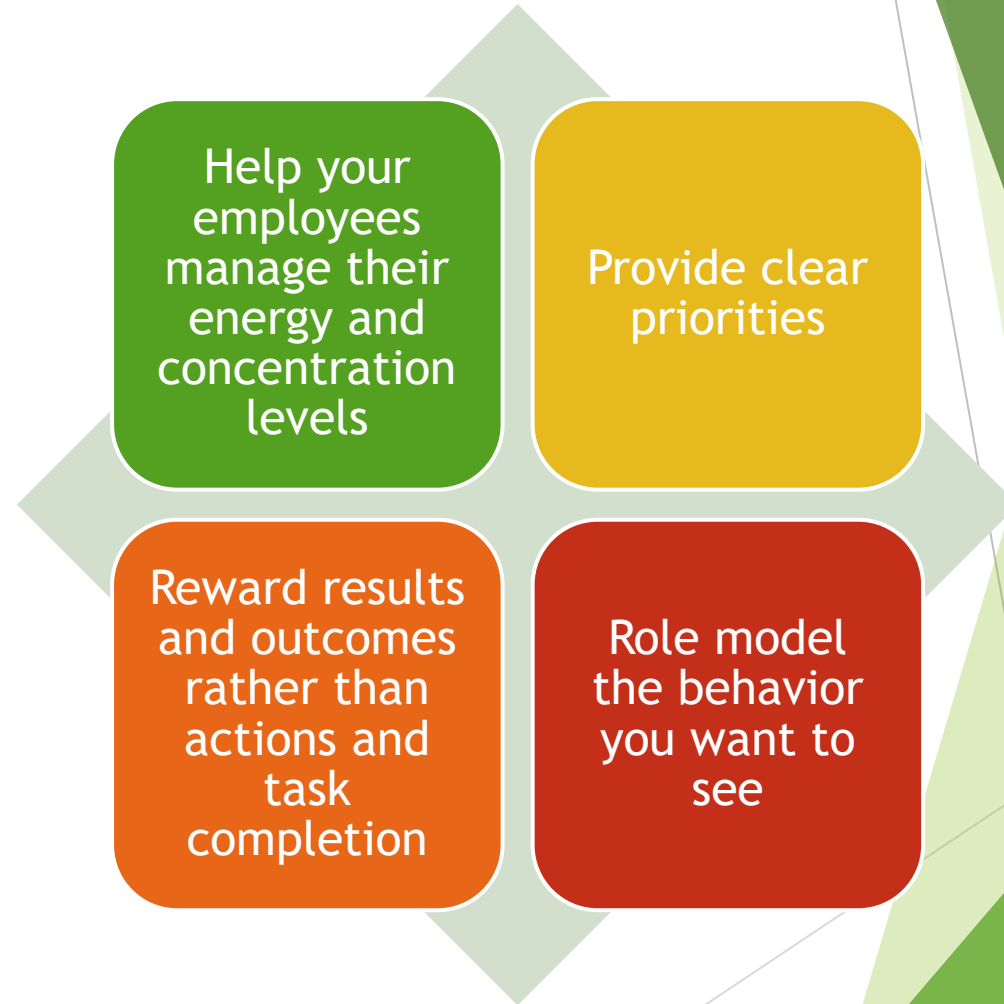 Help your
employees
manage their
energy and
concentration
levels
Provide clear
priorities
Reward results
and outcomes
rather than
actions and
task
completion
Role model
the behavior
you want to
see